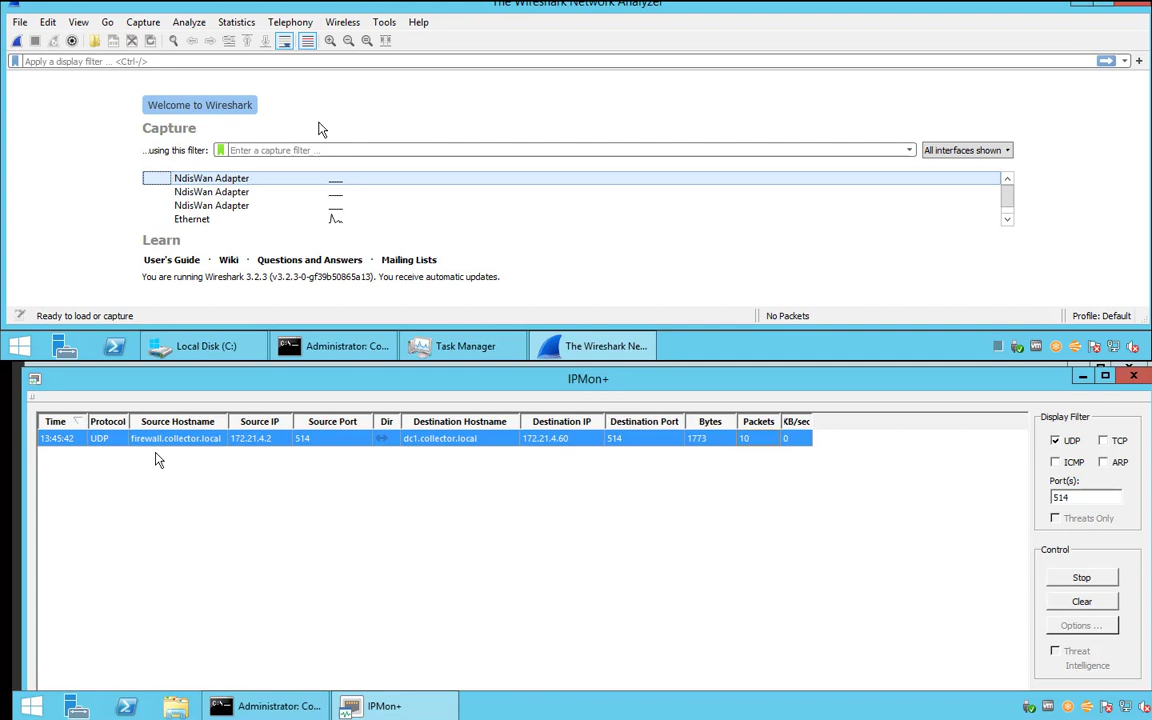 The Wireshark Network Analyzer
File Edit View Go Capture Analyze Statistics Telephony Wireless Tools Help
Apply a display filter ... <Ctrl-/>
Welcome to Wireshark
Capture
...using this filter: Enter a capture filter ... All interfaces shown
NdisWan Adapter
NdisWan Adapter
NdisWan Adapter
Ethernet
Learn
User's Guide · Wiki · Questions and Answers · Mailing Lists
You are running Wireshark 3.2.3 (v3.2.3-0-gf39b50865a13). You receive automatic updates.
Ready to load or capture No Packets Profile: Default
Local Disk (C:) Administrator: Co... Task Manager The Wireshark Ne...
IPMon+
Time Protocol Source Hostname Source IP Source Port Dir Destination Hostname Destination IP Destination Port Bytes Packets KB/sec
13:45:42 UDP firewall.collector.local 172.21.4.2 514 dc1.collector.local 172.21.4.60 514 1773 10 0
Display Filter
UDP TCP
ICMP ARP
Port(s):
514
Threats Only
Control
Stop
Clear
Options ...
Threat
Intelligence
Administrator: Co... IPMon+